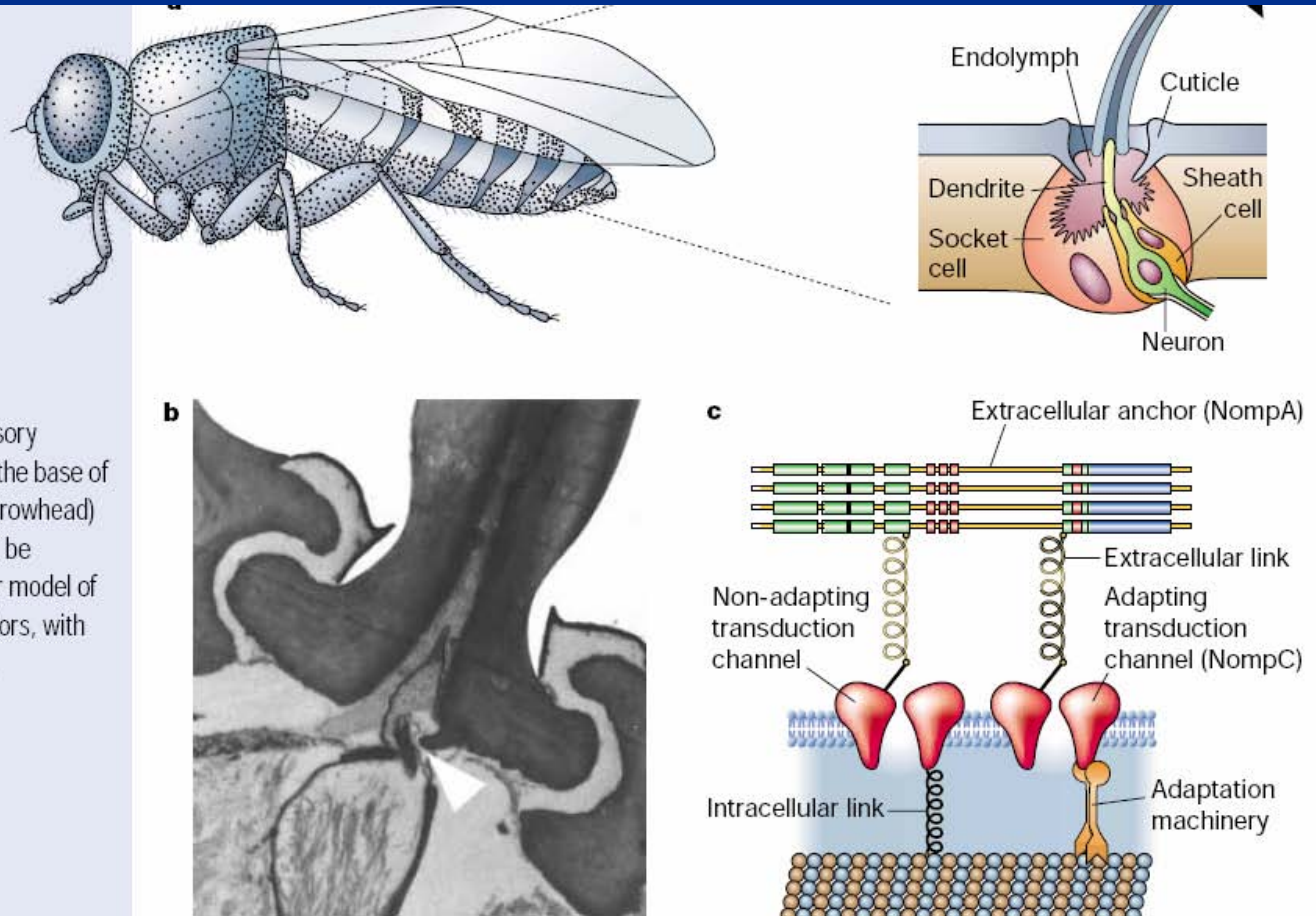 Endolymph
Cuticle
Dendrite
Sheath
cell
Socket
cell
Neuron
sory
the base of
rowhead)
be
r model of
ors, with
b
c
Extracellular anchor (NompA)
Extracellular link
Non-adapting
transduction
channel
Adapting
transduction
channel (NompC)
Intracellular link
Adaptation
machinery